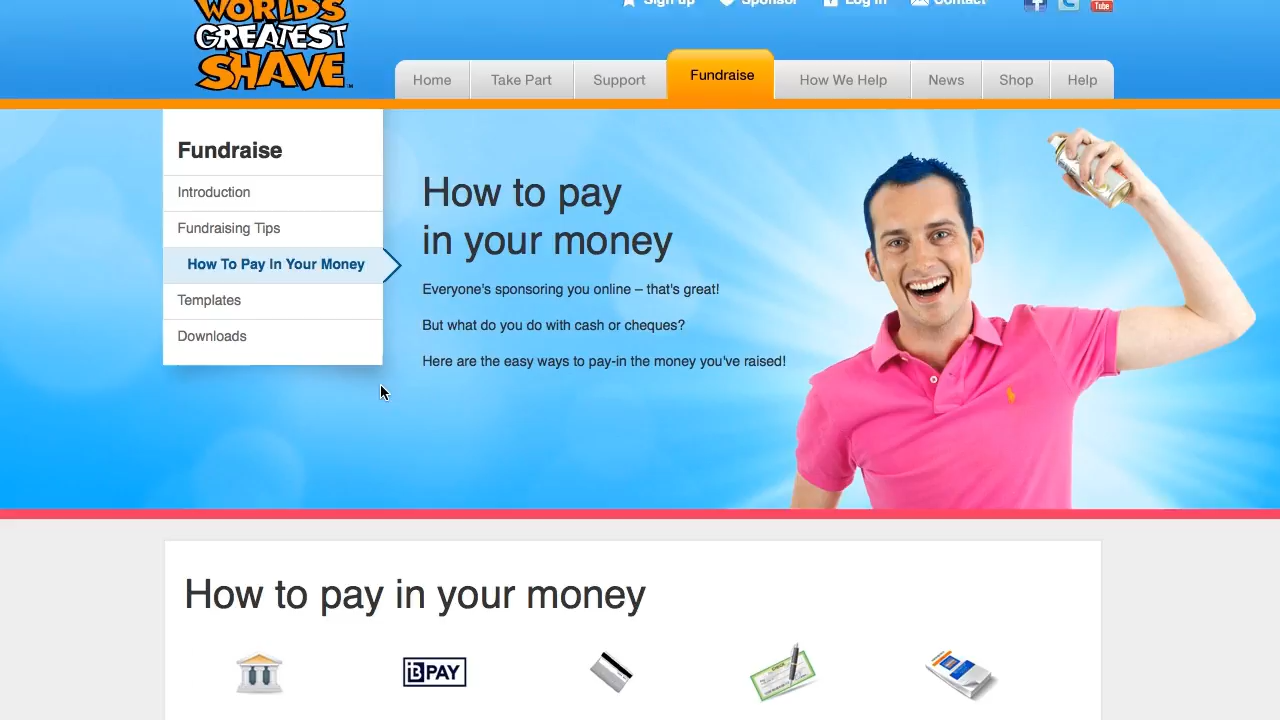 WORLD'S
GREATEST
SHAVE
Sign up
Sponsor
Log in
Contact
You
Tube
Home
Take Part
Support
Fundraise
How We Help
News
Shop
Help
Fundraise
Introduction
Fundraising Tips
How To Pay In Your Money
Templates
Downloads
How to pay
in your money
Everyone's sponsoring you online – that's great!
But what do you do with cash or cheques?
Here are the easy ways to pay-in the money you've raised!
How to pay in your money
BPAY